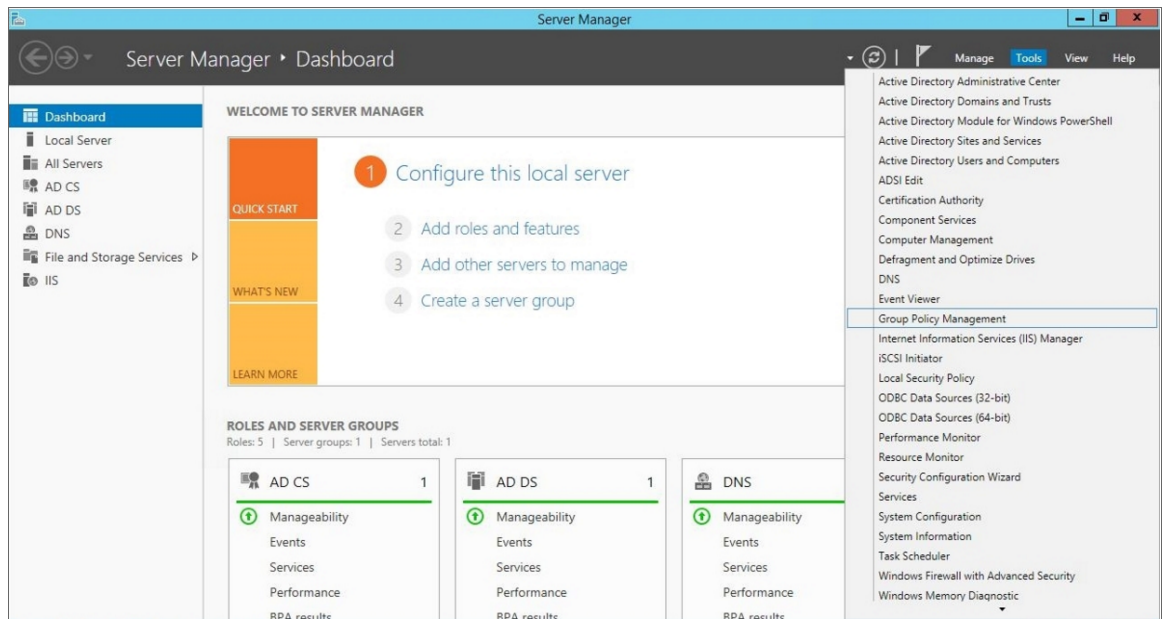 Server Manager
Server Manager ‣ Dashboard
Manage Tools View Help
Dashboard
Local Server
All Servers
AD CS
AD DS
DNS
File and Storage Services
IIS
WELCOME TO SERVER MANAGER
QUICK START
WHAT'S NEW
LEARN MORE
1 Configure this local server
2 Add roles and features
3 Add other servers to manage
4 Create a server group
ROLES AND SERVER GROUPS
Roles: 5 | Server groups: 1 | Servers total: 1
AD CS 1
Manageability
Events
Services
Performance
BPA results
AD DS 1
Manageability
Events
Services
Performance
BPA results
DNS
Manageability
Events
Services
Performance
BPA results
Active Directory Administrative Center
Active Directory Domains and Trusts
Active Directory Module for Windows PowerShell
Active Directory Sites and Services
Active Directory Users and Computers
ADSI Edit
Certification Authority
Component Services
Computer Management
Defragment and Optimize Drives
DNS
Event Viewer
Group Policy Management
Internet Information Services (IIS) Manager
iSCSI Initiator
Local Security Policy
ODBC Data Sources (32-bit)
ODBC Data Sources (64-bit)
Performance Monitor
Resource Monitor
Security Configuration Wizard
Services
System Configuration
System Information
Task Scheduler
Windows Firewall with Advanced Security
Windows Memory Diagnostic